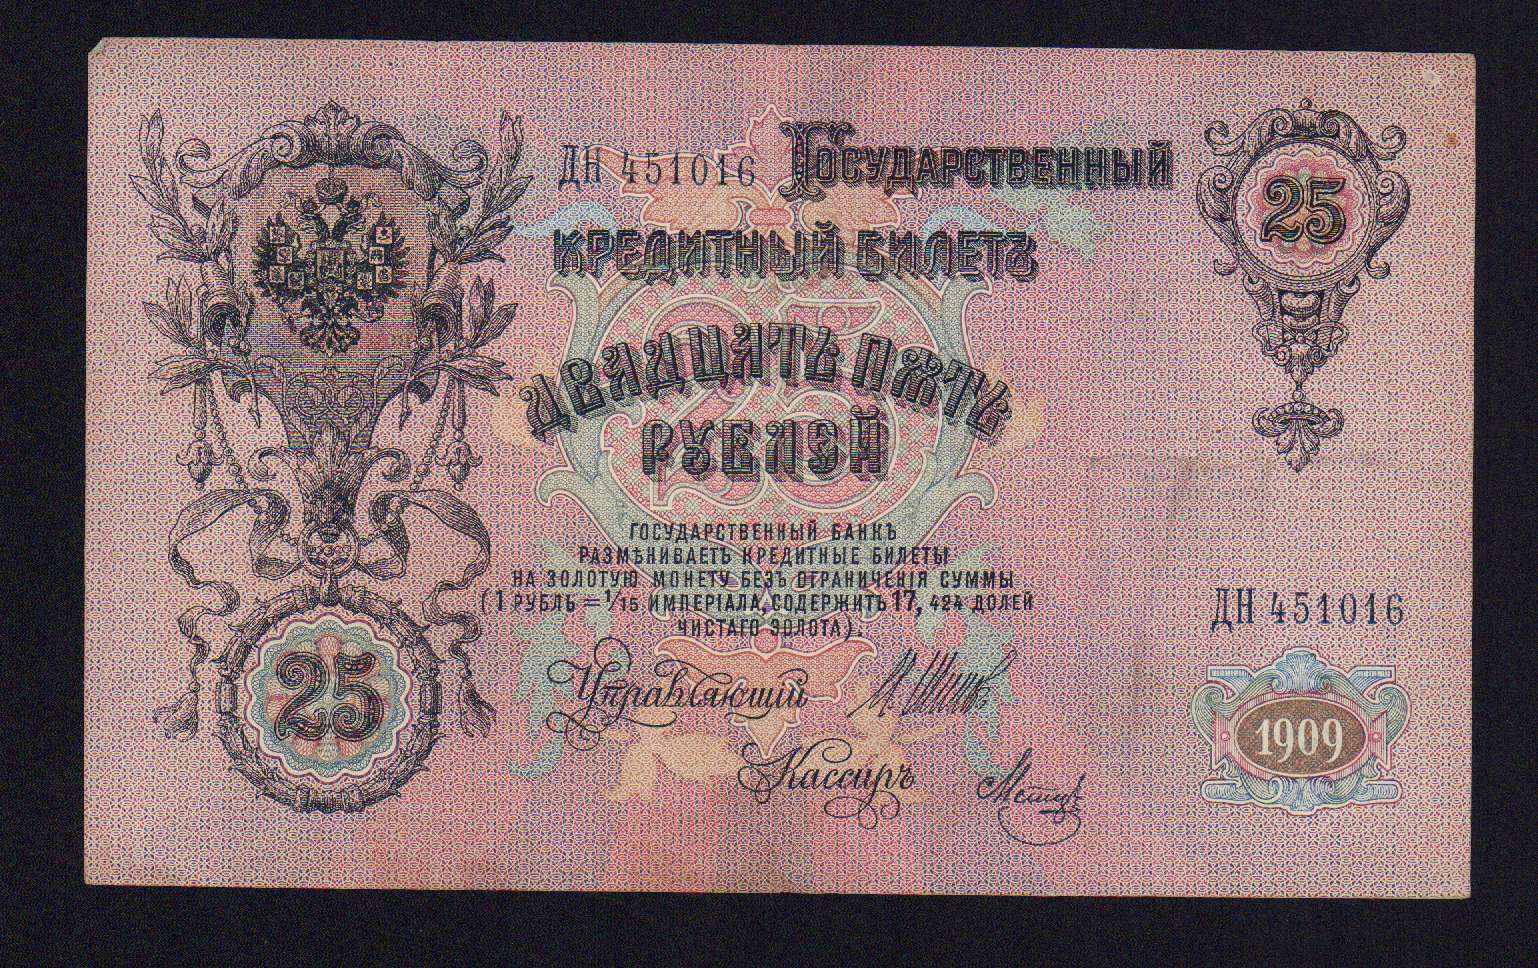 ДН 451016 Государственный
25
кредитный билетъ
25
двадцать пять
рублей
государственный банкъ
размѣниваетъ кредитные билеты
на золотую монету безъ ограниченія суммы
(1 рубль = 1/15 имперіала, содержитъ 17, 424 долей
чистаго золота).
ДН 451016
25
Управляющій
1909
Кассиръ